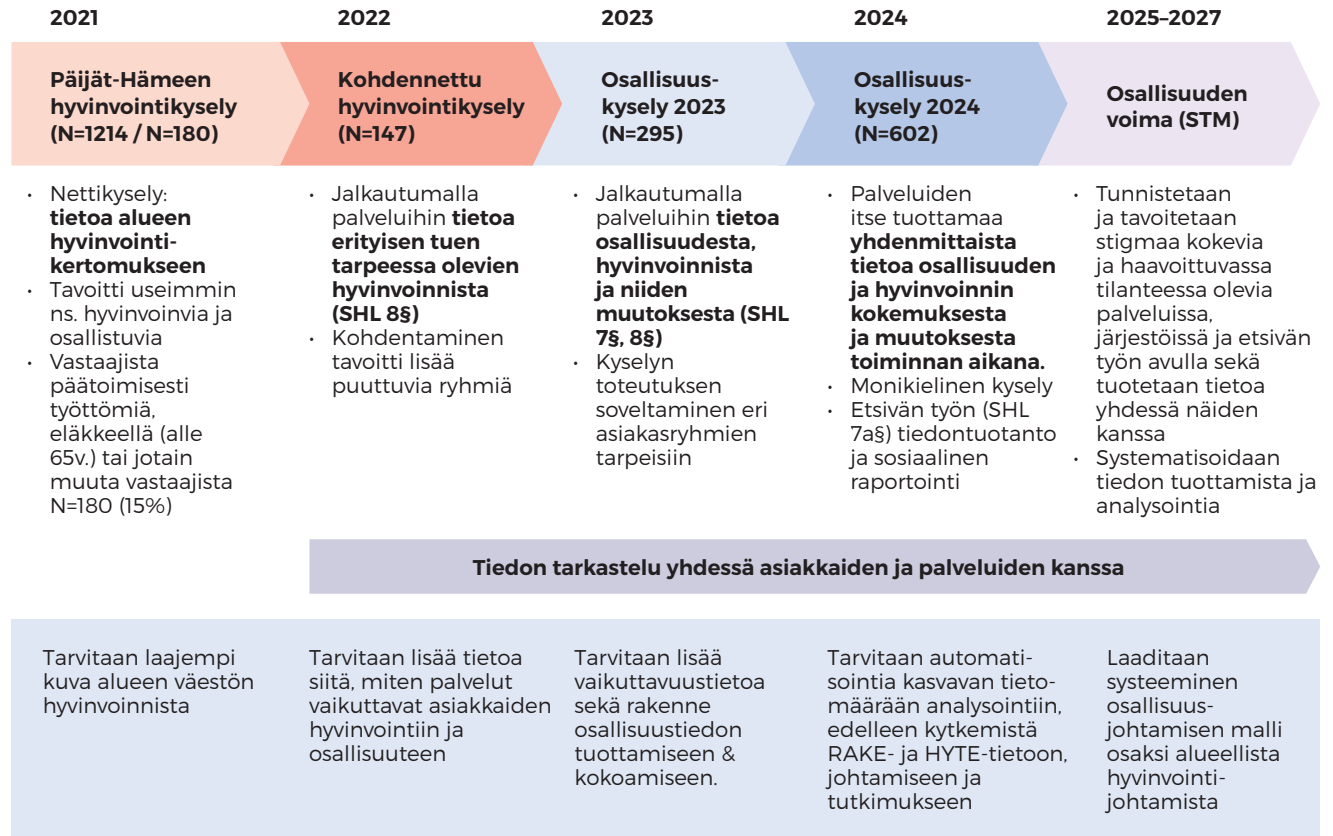 2021
2022
2023
2024
2025–2027
Päijät-Hämeen
hyvinvointikysely
(N=1214 / N=180)
Kohdennettu
hyvinvointikysely
(N=147)
Osallisuus-
kysely 2023
(N=295)
Osallisuus-
kysely 2024
(N=602)
Osallisuuden
voima (STM)
• Nettikysely:
tietoa alueen
hyvinvointi-
kertomukseen
• Tavoitti useimmin
ns. hyvinvoinvia ja
osallistuvia
• Vastaajista
päätoimisesti
työttömiä,
eläkkeellä (alle
65v.) tai jotain
muuta vastaajista
N=180 (15%)
• Jalkautumalla
palveluihin tietoa
erityisen tuen
tarpeessa olevien
hyvinvoinnista
(SHL 8§)
• Kohdentaminen
tavoitti lisää
puuttuvia ryhmiä
• Jalkautumalla
palveluihin tietoa
osallisuudesta,
hyvinvoinnista
ja niiden
muutoksesta (SHL
7§, 8§)
• Kyselyn
toteutuksen
soveltaminen eri
asiakasryhmien
tarpeisiin
• Palveluiden
itse tuottamaa
yhdenmittaista
tietoa osallisuuden
ja hyvinvoinnin
kokemuksesta
ja muutoksesta
toiminnan aikana.
• Monikielinen kysely
• Etsivän työn (SHL
7a§) tiedontuotanto
ja sosiaalinen
raportointi
• Tunnistetaan
ja tavoitetaan
stigmaa kokevia
ja haavoittuvassa
tilanteessa olevia
palveluissa,
järjestöissä ja etsivän
työn avulla sekä
tuotetaan tietoa
yhdessä näiden
kanssa
• Systematisoidaan
tiedon tuottamista ja
analysointia
Tiedon tarkastelu yhdessä asiakkaiden ja palveluiden kanssa
Tarvitaan laajempi
kuva alueen väestön
hyvinvoinnista
Tarvitaan lisää tietoa
siitä, miten palvelut
vaikuttavat asiakkaiden
hyvinvointiin ja
osallisuuteen
Tarvitaan lisää
vaikuttavuustietoa
sekä rakenne
osallisuustiedon
tuottamiseen &
kokoamiseen.
Tarvitaan automati-
sointia kasvavan tieto-
määrään analysointiin,
edelleen kytkemistä
RAKE- ja HYTE-tietoon,
johtamiseen ja
tutkimukseen
Laaditaan
systeeminen
osallisuus-
johtamisen malli
osaksi alueellista
hyvinvointi-
johtamista